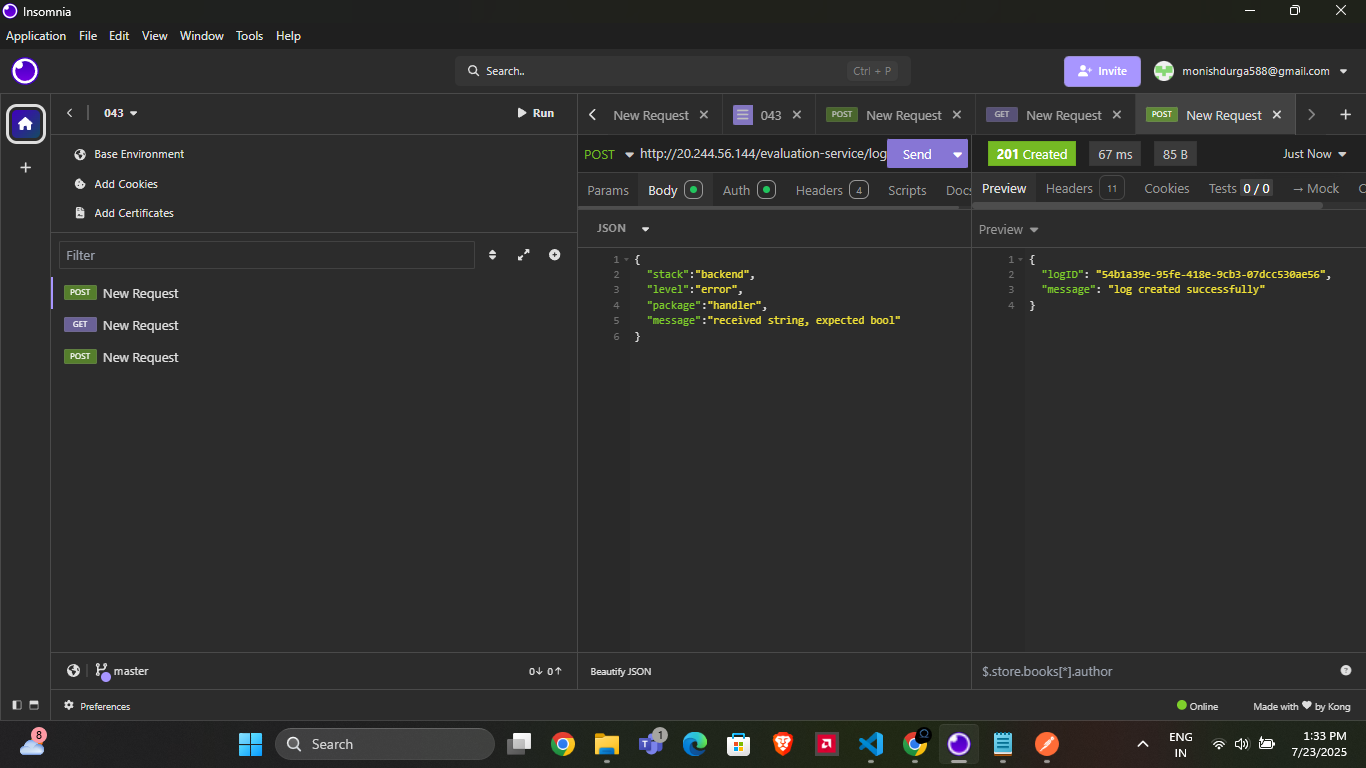 Insomnia
Application File Edit View Window Tools Help
Search.. Ctrl + P
Invite
monishdurga588@gmail.com
043
Run
Base Environment
Add Cookies
Add Certificates
Filter
POST New Request
GET New Request
POST New Request
New Request
043
POST New Request
GET New Request
POST New Request
POST http://20.244.56.144/evaluation-service/log
Send
201 Created 67 ms 85 B Just Now
Params Body Auth Headers 4 Scripts Docs
Preview Headers 11 Cookies Tests 0 / 0 → Mock C
JSON
Preview
1 {
2 "stack":"backend",
3 "level":"error",
4 "package":"handler",
5 "message":"received string, expected bool"
6 }
1 {
2 "logID": "54b1a39e-95fe-418e-9cb3-07dcc530ae56",
3 "message": "log created successfully"
4 }
master 0↓ 0↑
Beautify JSON
$.store.books[*].author
Preferences
Online
Made with ♥ by Kong
8
Search
1
ENG
IN
1:33 PM
7/23/2025